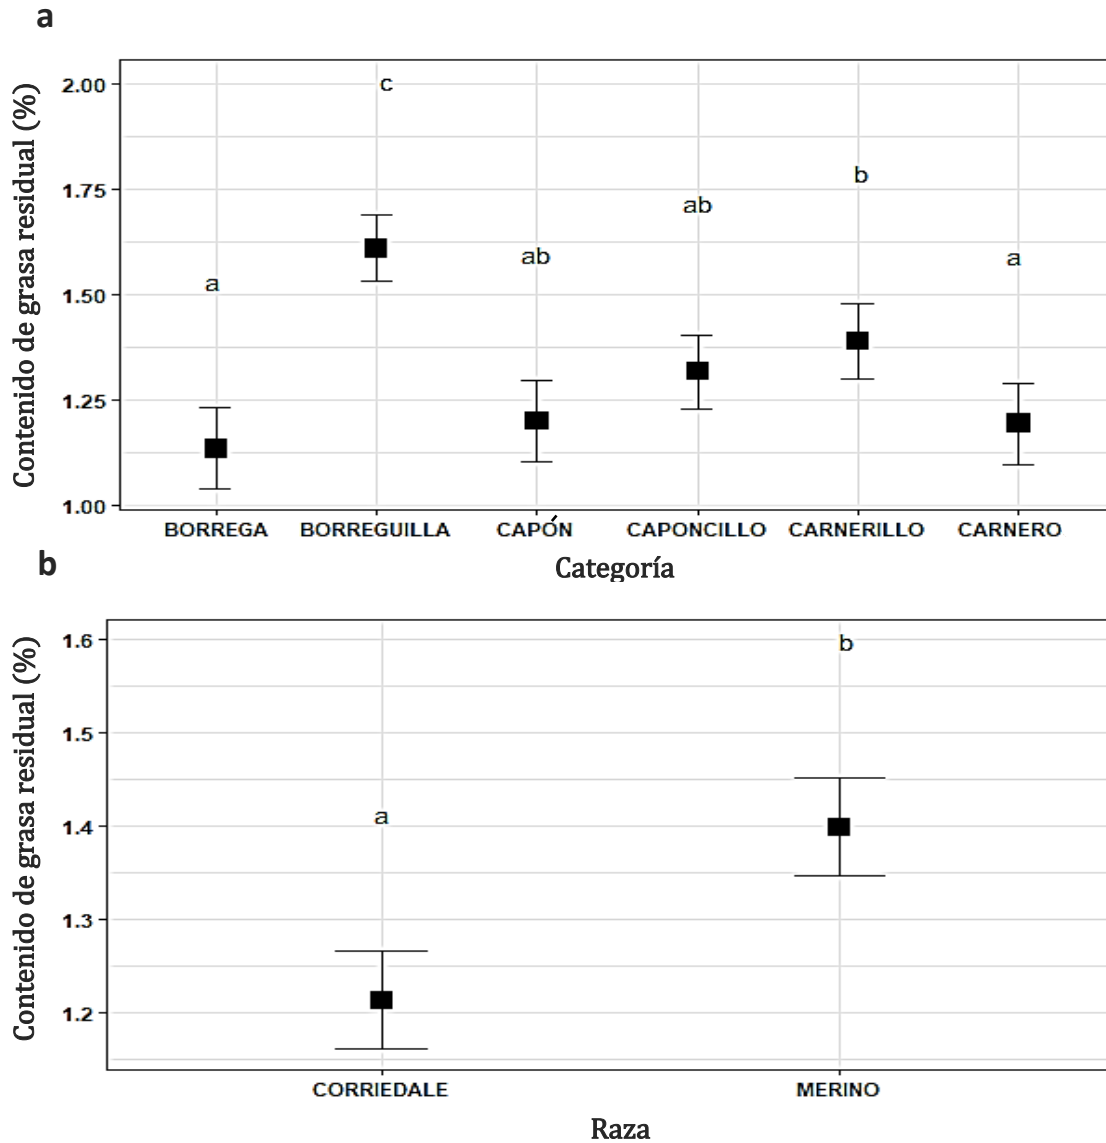 a
Contenido de grasa residual (%)
2.00
1.75
1.50
1.25
1.00
a
c
ab
ab
b
a
BORREGA BORREGUILLA CAPÓN CAPONCILLO CARNERILLO CARNERO
Categoría
b
Contenido de grasa residual (%)
1.6
1.5
1.4
1.3
1.2
a
b
CORRIEDALE MERINO
Raza